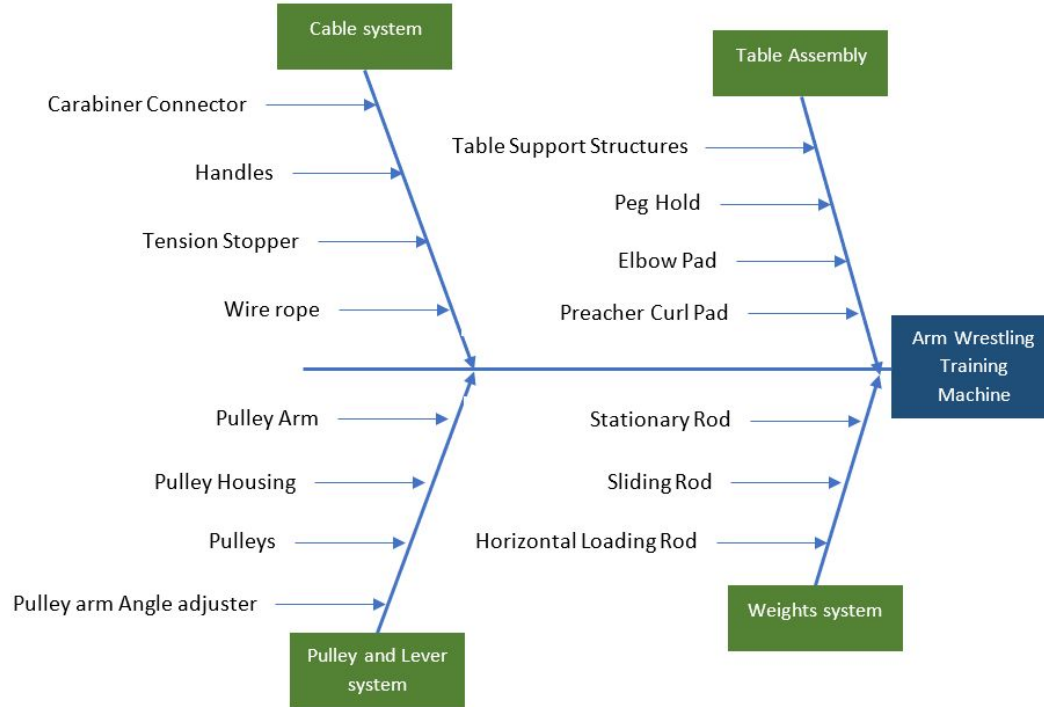 Cable system
Table Assembly
Carabiner Connector
Handles
Tension Stopper
Wire rope
Table Support Structures
Peg Hold
Elbow Pad
Preacher Curl Pad
Arm Wrestling
Training
Machine
Pulley Arm
Pulley Housing
Pulleys
Pulley arm Angle adjuster
Stationary Rod
Sliding Rod
Horizontal Loading Rod
Pulley and Lever
system
Weights system